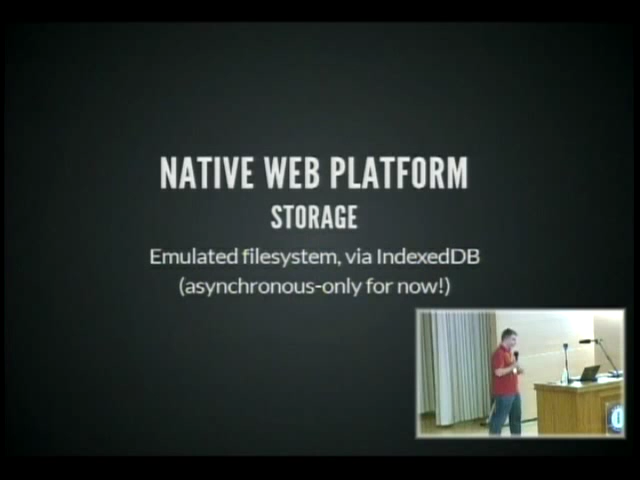 NATIVE WEB PLATFORM
STORAGE
Emulated filesystem, via IndexedDB
(asynchronous-only for now!)